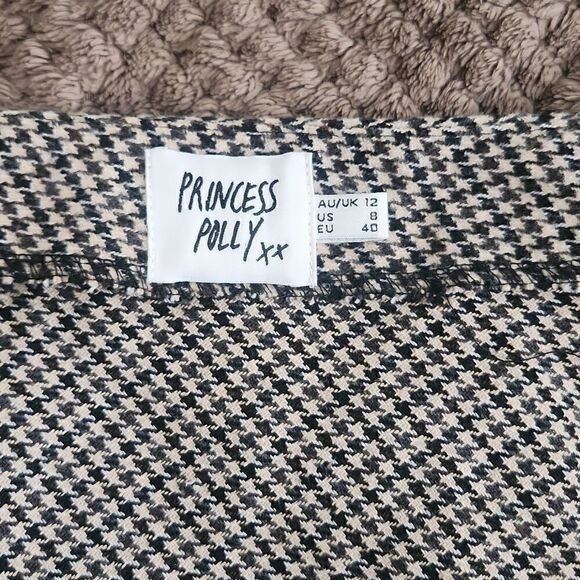 PRINCESS
POLLY xx
AU/UK 12
US 8
EU 40